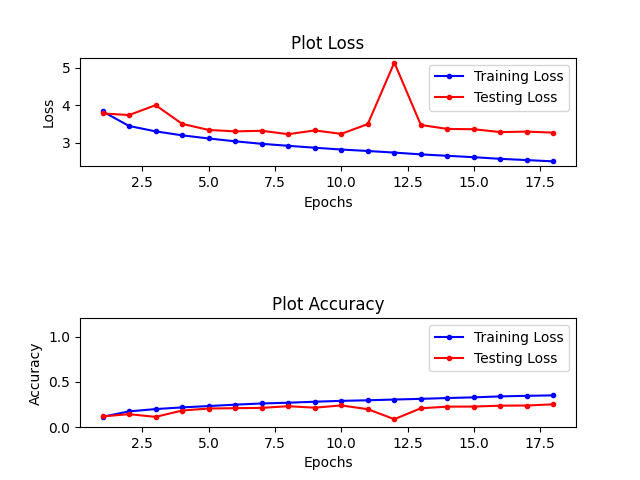 Plot Loss
5
4
3
Loss
Training Loss
Testing Loss
2.5 5.0 7.5 10.0 12.5 15.0 17.5
Epochs
Plot Accuracy
1.0
0.5
0.0
Accuracy
Training Loss
Testing Loss
2.5 5.0 7.5 10.0 12.5 15.0 17.5
Epochs